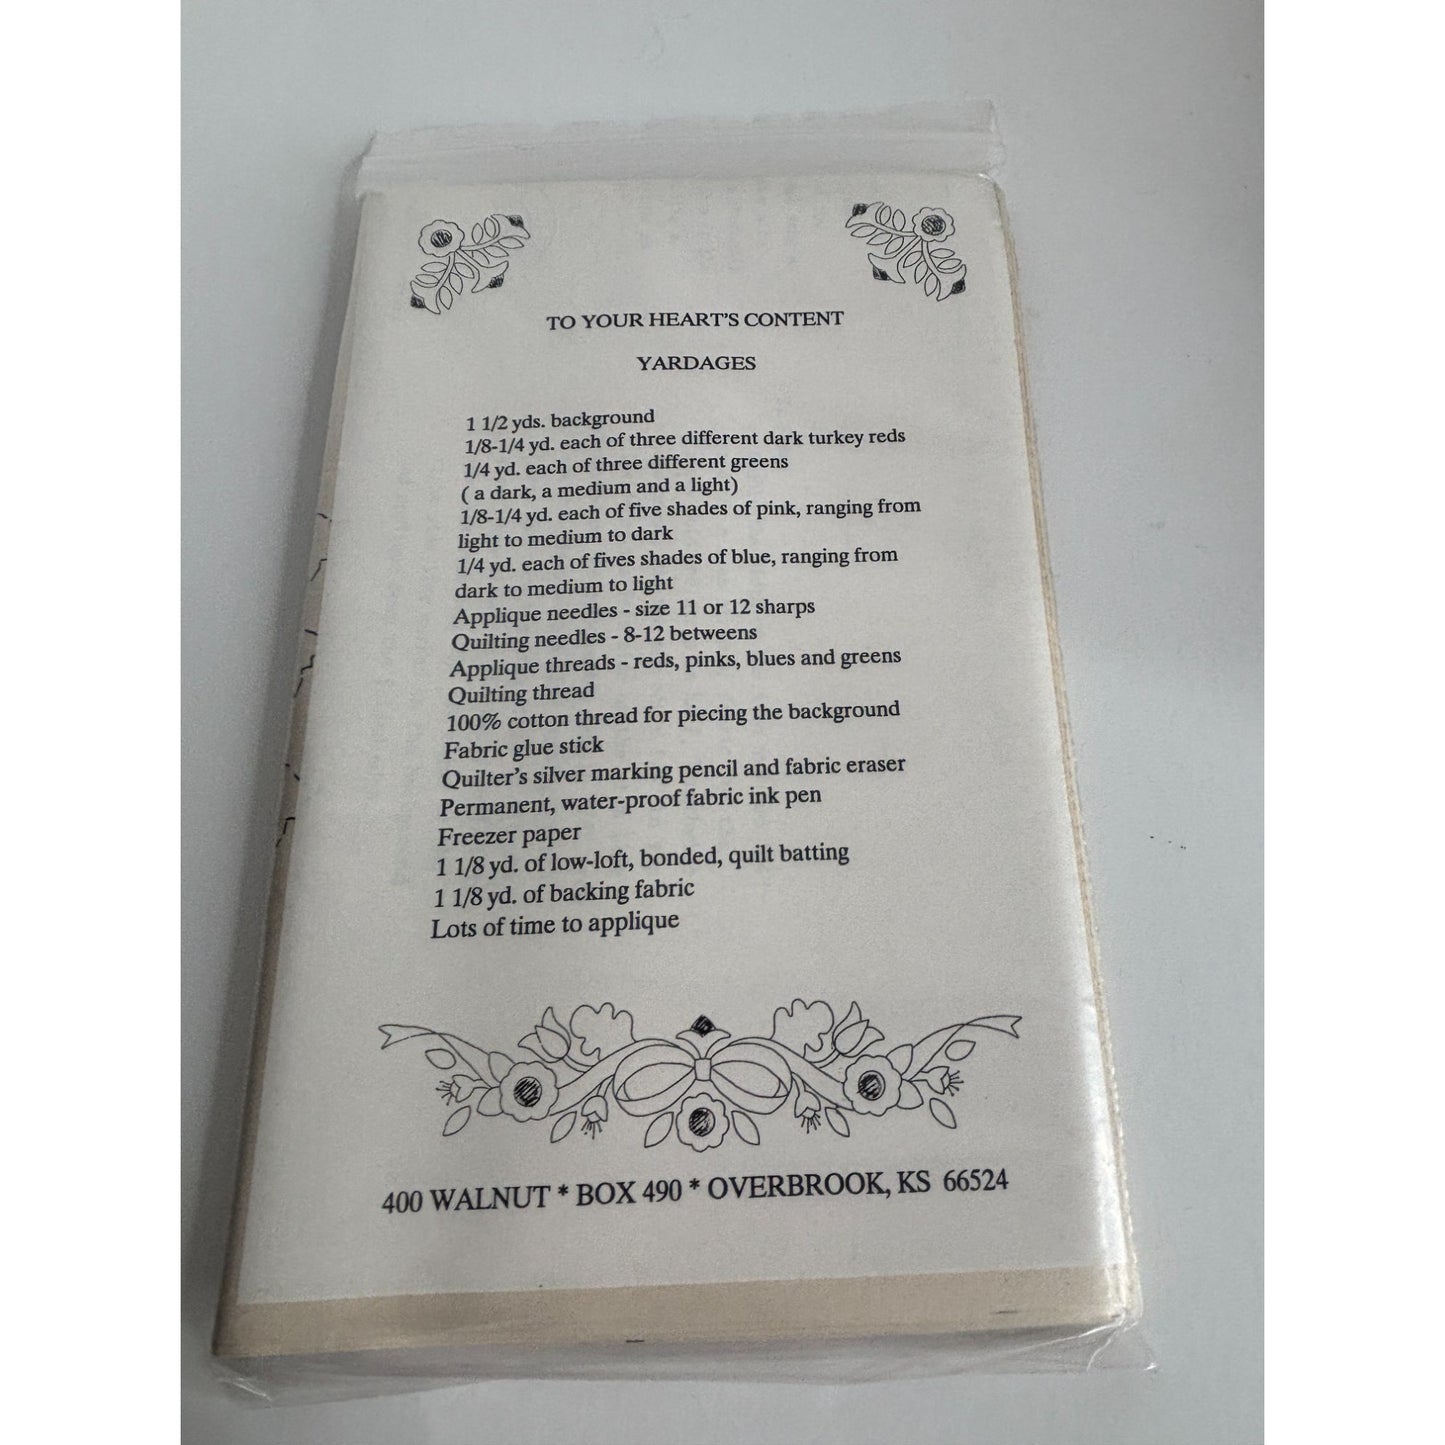 TO YOUR HEART'S CONTENT
YARDAGES
1 1/2 yds. background
1/8-1/4 yd. each of three different dark turkey reds
1/4 yd. each of three different greens
( a dark, a medium and a light)
1/8-1/4 yd. each of five shades of pink, ranging from
light to medium to dark
1/4 yd. each of fives shades of blue, ranging from
dark to medium to light
Applique needles - size 11 or 12 sharps
Quilting needles - 8-12 betweens
Applique threads - reds, pinks, blues and greens
Quilting thread
100% cotton thread for piecing the background
Fabric glue stick
Quilter's silver marking pencil and fabric eraser
Permanent, water-proof fabric ink pen
Freezer paper
1 1/8 yd. of low-loft, bonded, quilt batting
1 1/8 yd. of backing fabric
Lots of time to applique
400 WALNUT * BOX 490 * OVERBROOK, KS 66524